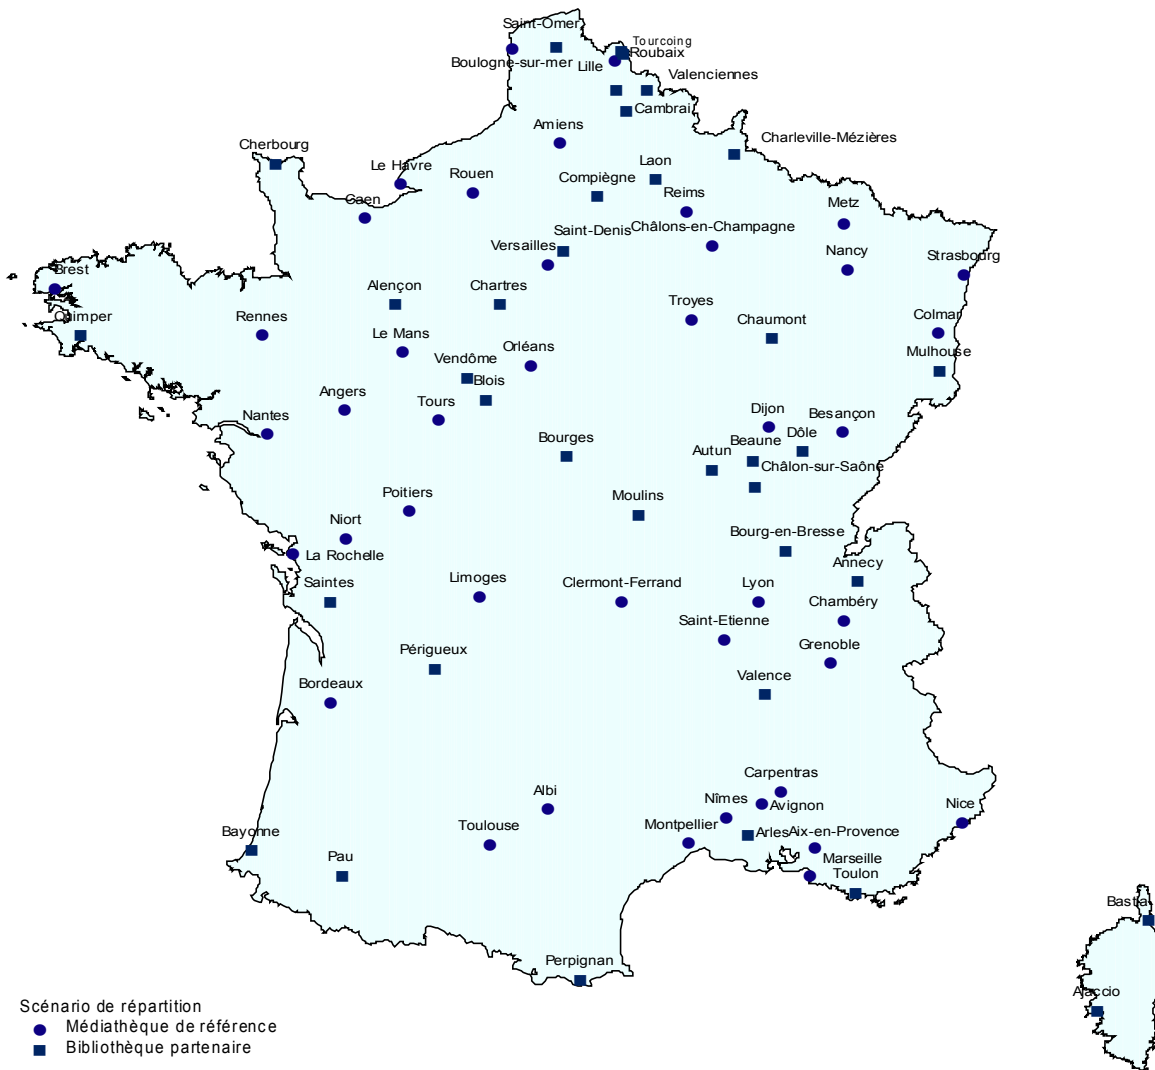 Saint-Omer
Tourcoing
Roubaix
Boulogne-sur-mer
Lille
Valenciennes
Cambrai
Amiens
Charleville-Mézières
Cherbourg
Le Havre
Rouen
Laon
Compiègne
Reims
Caen
Metz
Saint-Denis
Châlons-en-Champagne
Versailles
Nancy
Strasbourg
Brest
Alençon
Chartres
Troyes
Quimper
Rennes
Le Mans
Orléans
Chaumont
Colmar
Vendôme
Mulhouse
Blois
Angers
Tours
Nantes
Dijon
Besançon
Bourges
Beaune
Dôle
Autun
Châlon-sur-Saône
Poitiers
Moulins
Niort
Bourg-en-Bresse
La Rochelle
Annecy
Saintes
Limoges
Clermont-Ferrand
Lyon
Chambéry
Saint-Etienne
Périgueux
Grenoble
Bordeaux
Valence
Carpentras
Albi
Nîmes
Avignon
Nice
Bayonne
Toulouse
Montpellier
Arles
Aix-en-Provence
Pau
Marseille
Toulon
Bastia
Perpignan
Ajaccio
Scénario de répartition
Médiathèque de référence
Bibliothèque partenaire